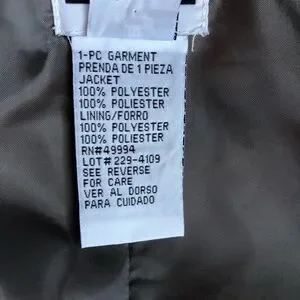 1-PC GARMENT
PRENDA DE 1 PIEZA
JACKET
100% POLYESTER
100% POLIESTER
LINING/FORRO
100% POLYESTER
100% POLIESTER
RN#49994
LOT#229-4109
SEE REVERSE
FOR CARE
VER AL DORSO
PARA CUIDADO